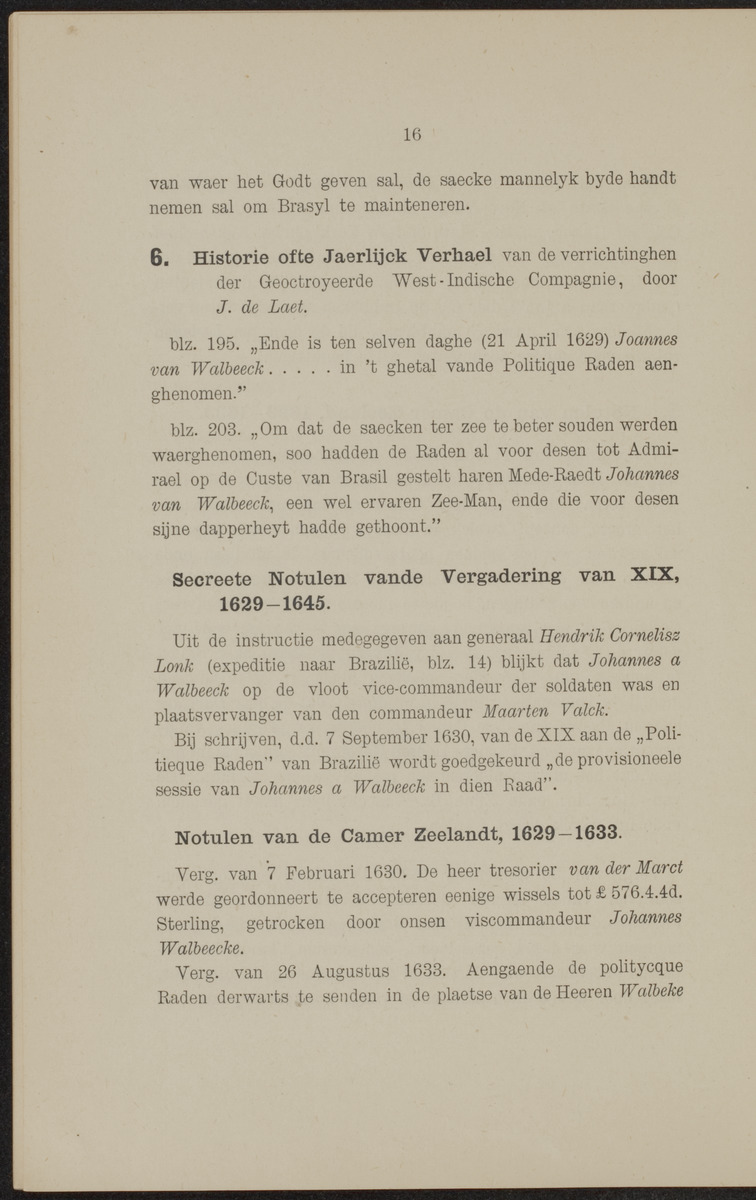 16
van waer het Godt geven sal, de saecke mannelyk byde handt
nemen sal om Brasyl te mainteneren.
6. Historie ofte Jaerlijck Verhael van de verrichtinghen
der Geoctroyeerde West-Indische Compagnie, door
J. de Laet.
blz. 195. „Ende is ten selven daghe (21 April 1629) Joannes
van Walbeeck . . . . . in 't ghetal vande Politique Raden aen-
ghenomen.”
blz. 203. „Om dat de saecken ter zee te beter souden werden
waerghenomen, soo hadden de Raden al voor desen tot Admi-
rael op de Custe van Brasil gestelt haren Mede-Raedt Johannes
van Walbeeck, een wel ervaren Zee-Man, ende die voor desen
sijne dapperheyt hadde gethoont.”
Secreete Notulen vande Vergadering van XIX,
1629–1645.
Uit de instructie medegegeven aan generaal Hendrik Cornelisz
Lonk (expeditie naar Brazilië, blz. 14) blijkt dat Johannes a
Walbeeck op de vloot vice-commandeur der soldaten was en
plaatsvervanger van den commandeur Maarten Valck.
Bij schrijven, d.d. 7 September 1630, van de XIX aan de „Poli-
tieque Raden” van Brazilië wordt goedgekeurd „de provisioneele
sessie van Johannes a Walbeeck in dien Raad”.
Notulen van de Camer Zeelandt, 1629–1633.
Verg. van 7 Februari 1630. De heer tresorier van der Marct
werde geordonneert te accepteren eenige wissels tot £ 576.4.4d.
Sterling, getrocken door onsen viscommandeur Johannes
Walbeecke.
Verg. van 26 Augustus 1633. Aengaende de politycque
Raden derwarts te senden in de plaetse van de Heeren Walbeke